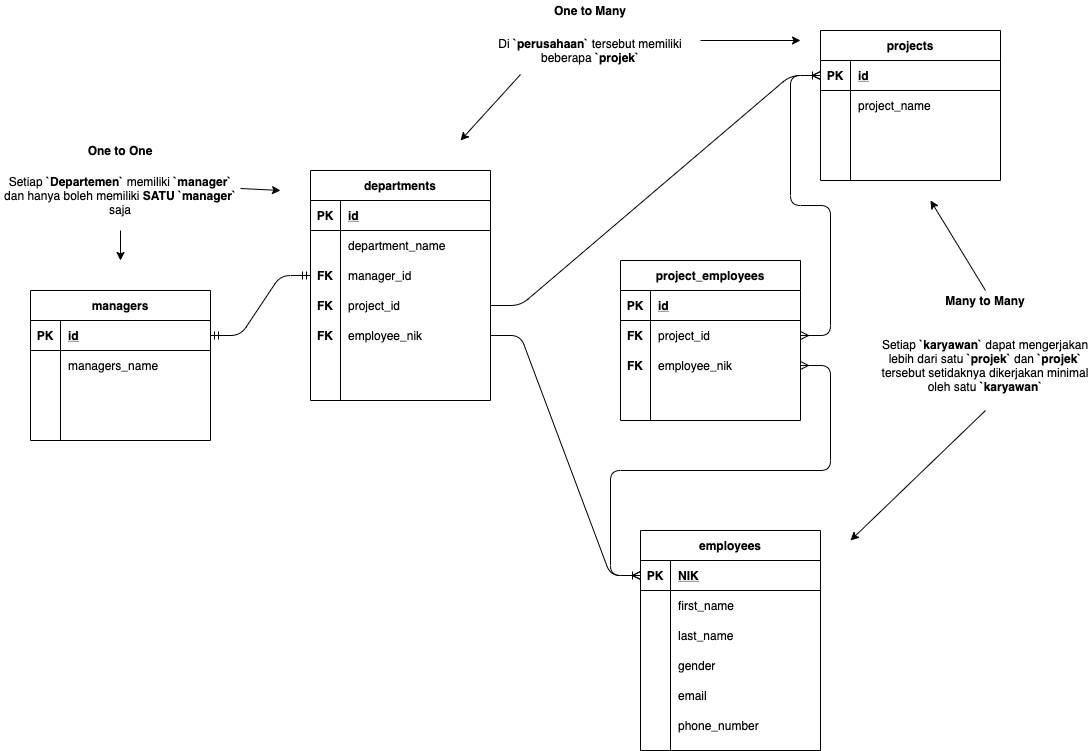 One to Many
Di `perusahaan` tersebut memiliki
beberapa `projek`
projects
PK id
project_name
One to One
Setiap `Departemen` memiliki `manager`
dan hanya boleh memiliki SATU `manager`
saja
departments
PK id
department_name
FK manager_id
FK project_id
FK employee_nik
managers
PK id
managers_name
project_employees
PK id
FK project_id
FK employee_nik
Many to Many
Setiap `karyawan` dapat mengerjakan
lebih dari satu `projek` dan `projek`
tersebut setidaknya dikerjakan minimal
oleh satu `karyawan`
employees
PK NIK
first_name
last_name
gender
email
phone_number